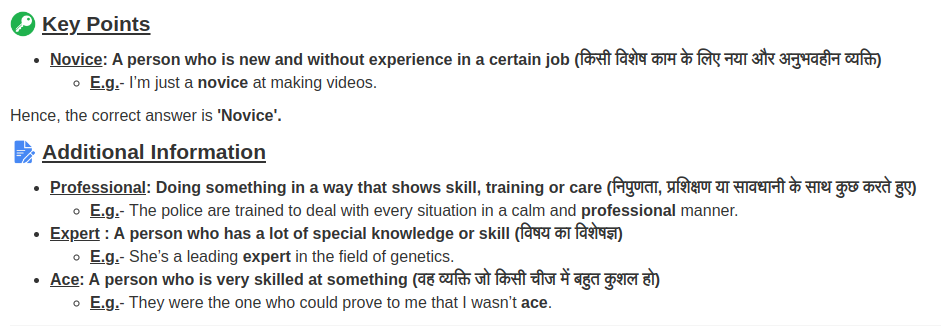 Key Points
Novice: A person who is new and without experience in a certain job (किसी विशेष काम के लिए नया और अनुभवहीन व्यक्ति)
E.g.- I’m just a novice at making videos.
Hence, the correct answer is 'Novice'.
Additional Information
Professional: Doing something in a way that shows skill, training or care (निपुणता, प्रशिक्षण या सावधानी के साथ कुछ करते हुए)
E.g.- The police are trained to deal with every situation in a calm and professional manner.
Expert : A person who has a lot of special knowledge or skill (विषय का विशेषज्ञ)
E.g.- She’s a leading expert in the field of genetics.
Ace: A person who is very skilled at something (वह व्यक्ति जो किसी चीज में बहुत कुशल हो)
E.g.- They were the one who could prove to me that I wasn’t ace.